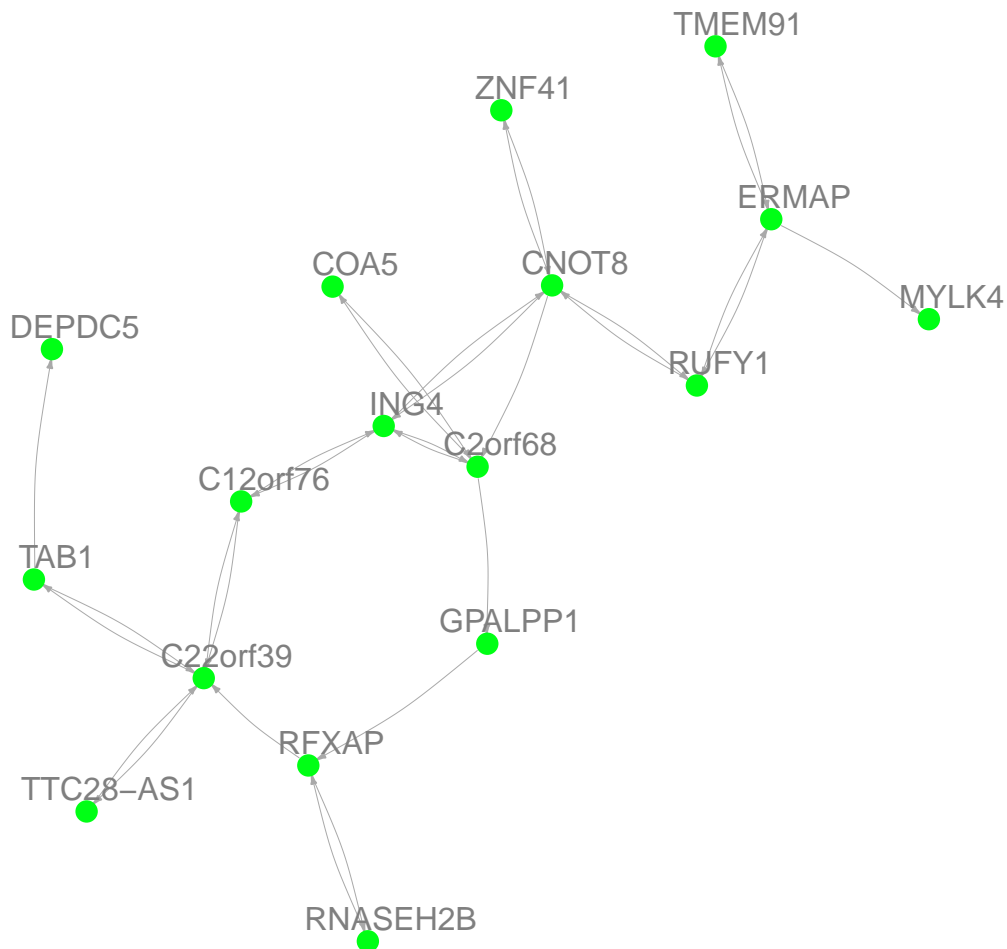 TMEM91
ZNF41
ERMAP
COA5
CNOT8
MYLK4
DEPDC5
RUFY1
ING4
C2orf68
C12orf76
TAB1
GPALPP1
C22orf39
RFXAP
TTC28−AS1
RNASEH2B